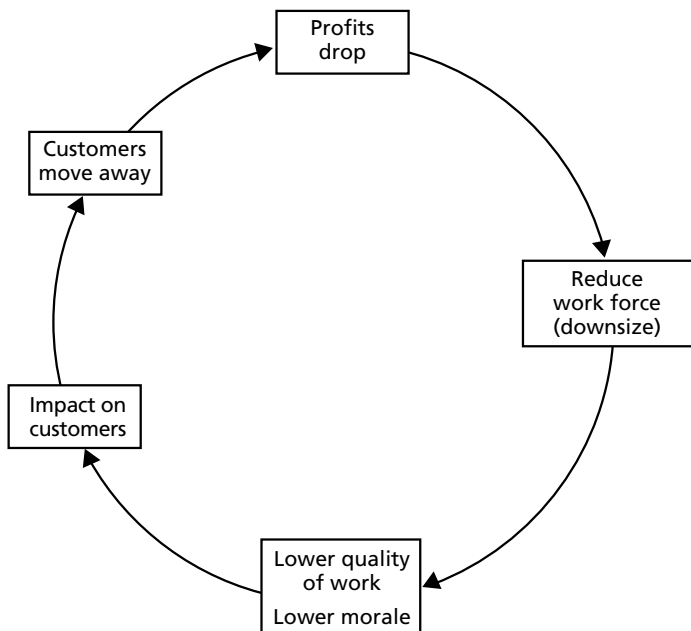 Profits
drop
Reduce
work force
(downsize)
Lower quality
of work
Lower morale
Impact on
customers
Customers
move away